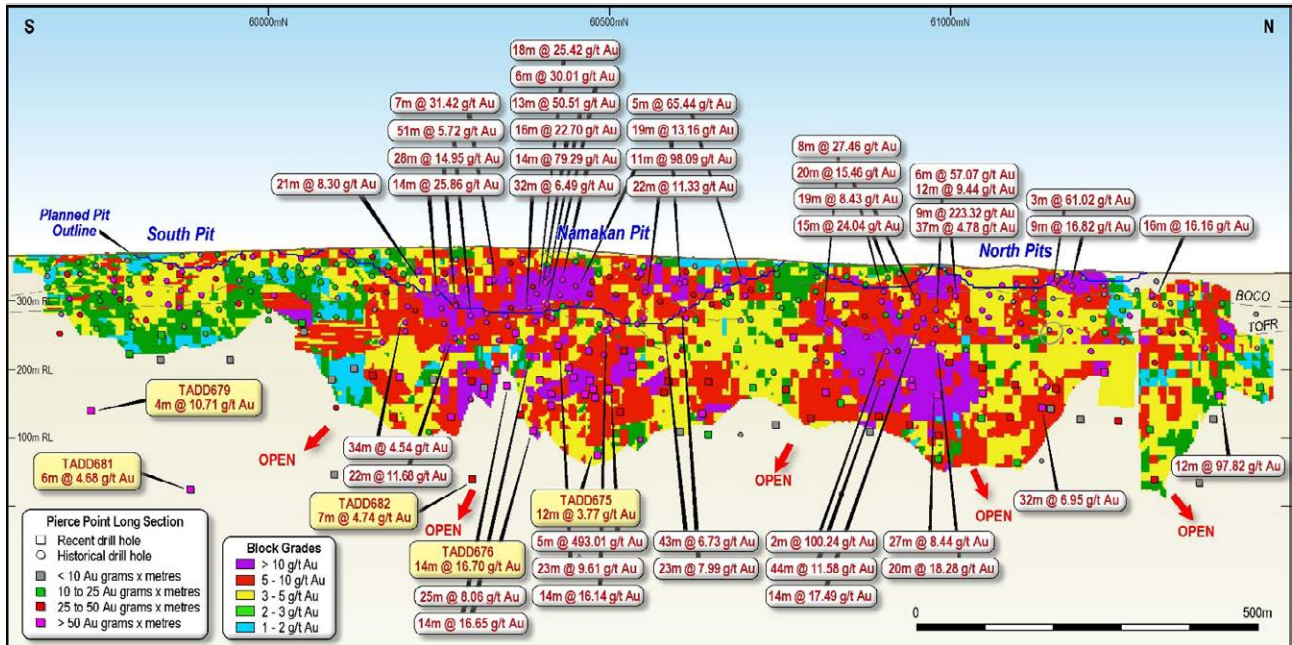 S
60000mN
60500mN
61000mN
N
18m @ 25.42 g/t Au
6m @ 30.01 g/t Au
7m @ 31.42 g/t Au
13m @ 50.51 g/t Au
5m @ 65.44 g/t Au
51m @ 5.72 g/t Au
16m @ 22.70 g/t Au
19m @ 13.16 g/t Au
28m @ 14.95 g/t Au
14m @ 79.29 g/t Au
11m @ 98.09 g/t Au
21m @ 8.30 g/t Au
14m @ 25.86 g/t Au
32m @ 6.49 g/t Au
22m @ 11.33 g/t Au
8m @ 27.46 g/t Au
20m @ 15.46 g/t Au
19m @ 8.43 g/t Au
15m @ 24.04 g/t Au
6m @ 57.07 g/t Au
12m @ 9.44 g/t Au
9m @ 223.32 g/t Au
37m @ 4.78 g/t Au
3m @ 61.02 g/t Au
9m @ 16.82 g/t Au
16m @ 16.16 g/t Au
Planned Pit
Outline
South Pit
Namakan Pit
North Pits
300m RL
BOCO
TOFR
200m RL
100m RL
TADD679
4m @ 10.71 g/t Au
TADD681
6m @ 4.68 g/t Au
OPEN
34m @ 4.54 g/t Au
22m @ 11.68 g/t Au
TADD682
7m @ 4.74 g/t Au
OPEN
TADD676
14m @ 16.70 g/t Au
25m @ 8.06 g/t Au
14m @ 16.65 g/t Au
TADD675
12m @ 3.77 g/t Au
5m @ 493.01 g/t Au
23m @ 9.61 g/t Au
14m @ 16.14 g/t Au
43m @ 6.73 g/t Au
23m @ 7.99 g/t Au
OPEN
2m @ 100.24 g/t Au
44m @ 11.58 g/t Au
14m @ 17.49 g/t Au
27m @ 8.44 g/t Au
20m @ 18.28 g/t Au
OPEN
32m @ 6.95 g/t Au
12m @ 97.82 g/t Au
OPEN
Pierce Point Long Section
Recent drill hole
Historical drill hole
< 10 Au grams x metres
10 to 25 Au grams x metres
25 to 50 Au grams x metres
> 50 Au grams x metres
Block Grades
> 10 g/t Au
5 - 10 g/t Au
3 - 5 g/t Au
2 - 3 g/t Au
1 - 2 g/t Au
0
500m